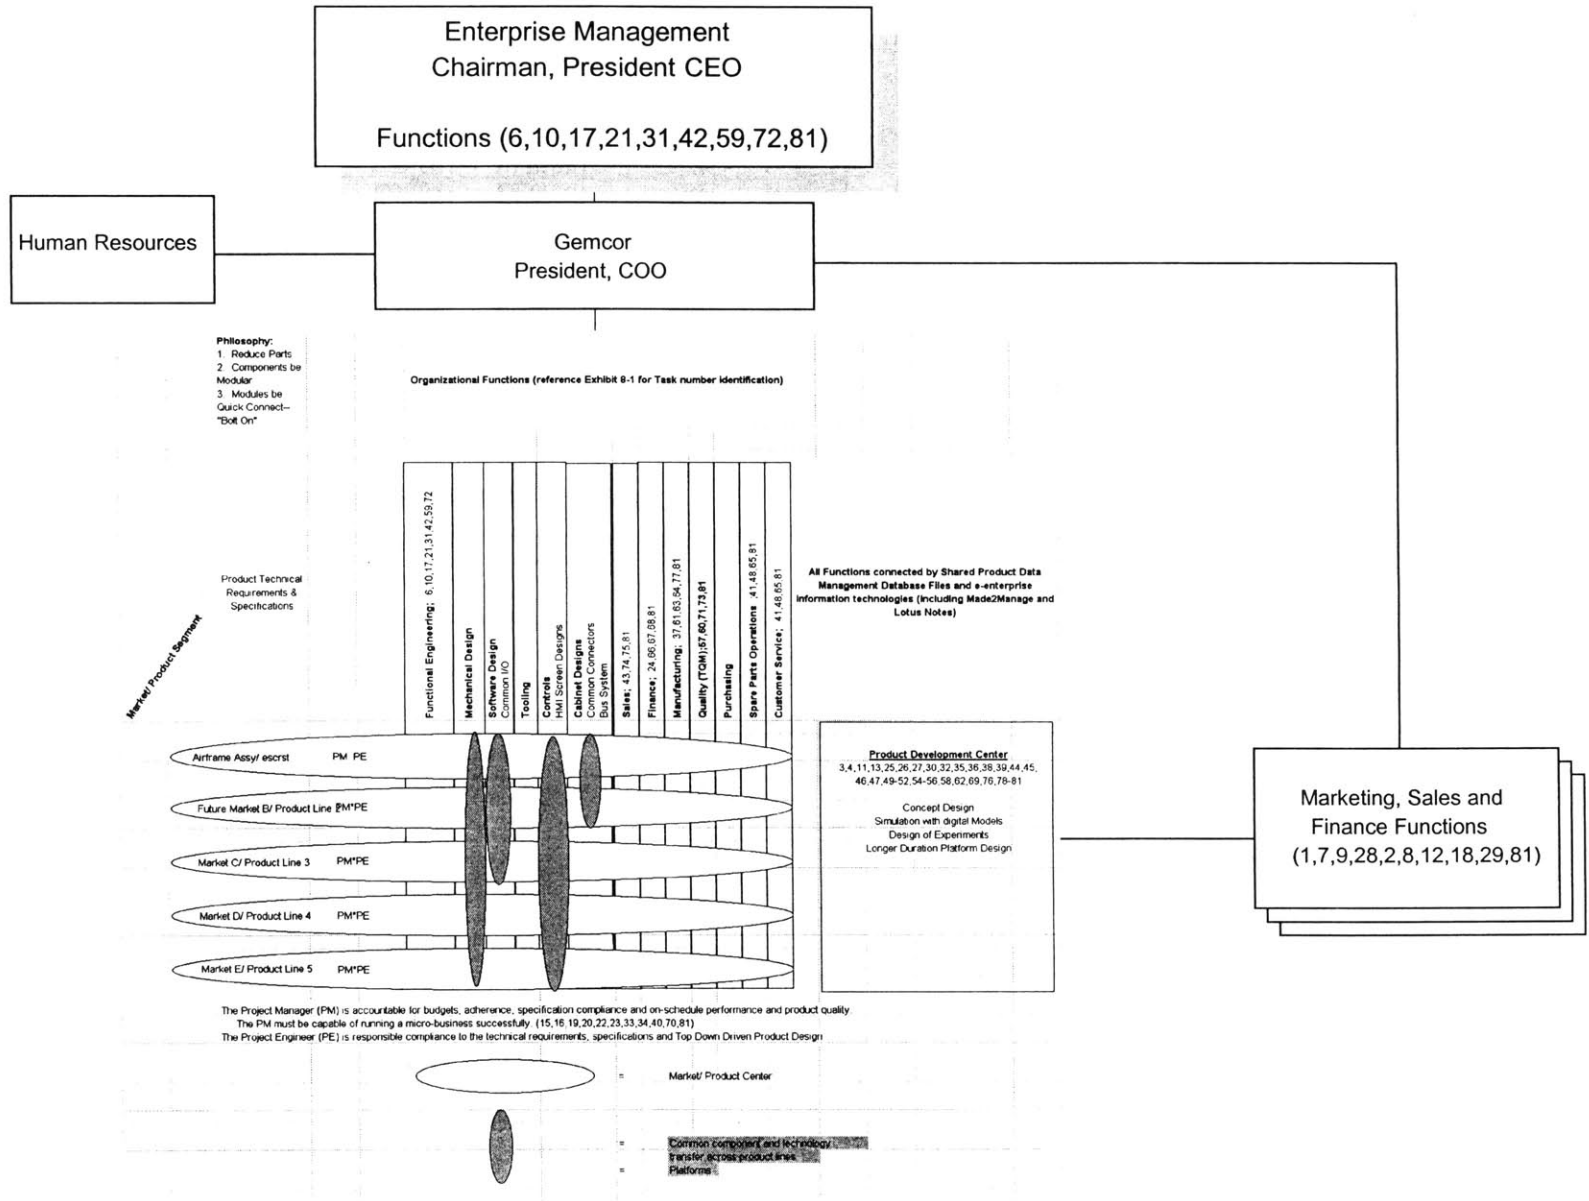 Enterprise Management
Chairman, President CEO
Functions (6,10,17,21,31,42,59,72,81)
Human Resources
Gemcor
President, COO
Philosophy:
1. Reduce Parts
2. Components be
Modular
3. Modules be
Quick Connect--
"Bolt On"
Organizational Functions (reference Exhibit 8-1 for Task number identification)
Market/ Product Segment
Product Technical
Requirements &
Specifications
Functional Engineering; 6,10,17,21,31,42,59,72
Mechanical Design
Software Design
Common I/O
Tooling
Controls
HMI Screen Designs
Cabinet Designs
Common Connectors
Bus System
Sales; 43,74,75,81
Finance; 24,66,67,68,81
Manufacturing; 37,61,63,64,77,81
Quality (TQM);57,60,71,73,81
Purchasing
Spare Parts Operations ;41,48,65,81
Customer Service; 41,48,65,81
All Functions connected by Shared Product Data
Management Database Files and e-enterprise
information technologies (including Made2Manage and
Lotus Notes)
Airframe Assy/ escrst PM PE
Future Market B/ Product Line 2 PM*PE
Market C/ Product Line 3 PM*PE
Market D/ Product Line 4 PM*PE
Market E/ Product Line 5 PM*PE
Product Development Center
3,4,11,13,25,26,27,30,32,35,36,38,39,44,45,
46,47,49-52,54-56,58,62,69,76,78-81
Concept Design
Simulation with digital Models
Design of Experiments
Longer Duration Platform Design
Marketing, Sales and
Finance Functions
(1,7,9,28,2,8,12,18,29,81)
The Project Manager (PM) is accountable for budgets, adherence, specification compliance and on-schedule performance and product quality.
The PM must be capable of running a micro-business successfully. (15,16,19,20,22,23,33,34,40,70,81)
The Project Engineer (PE) is responsible compliance to the technical requirements, specifications and Top Down Driven Product Design
= Market/ Product Center
= Common component and technology
transfer across product lines
= Platforms